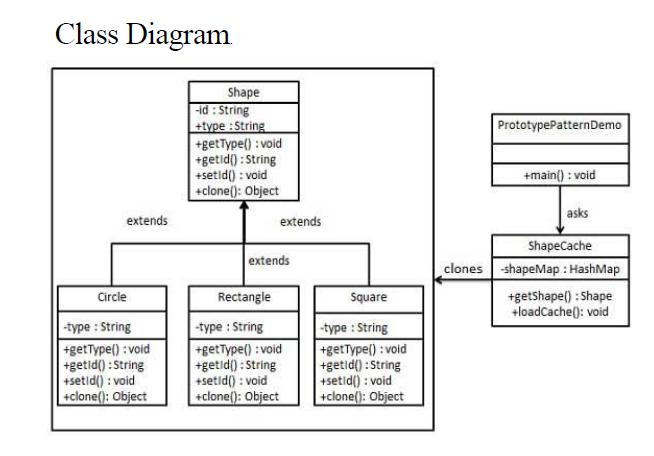 Class Diagram
Shape
-id : String
+type : String
+getType() : void
+getId() : String
+setId() : void
+clone(): Object
PrototypePatternDemo
+main() : void
asks
extends
extends
extends
ShapeCache
-shapeMap : HashMap
+getShape() : Shape
+loadCache(): void
clones
Circle
-type : String
+getType() : void
+getId() : String
+setId() : void
+clone(): Object
Rectangle
-type : String
+getType() : void
+getId() : String
+setId() : void
+clone(): Object
Square
-type : String
+getType() : void
+getId() : String
+setId() : void
+clone(): Object